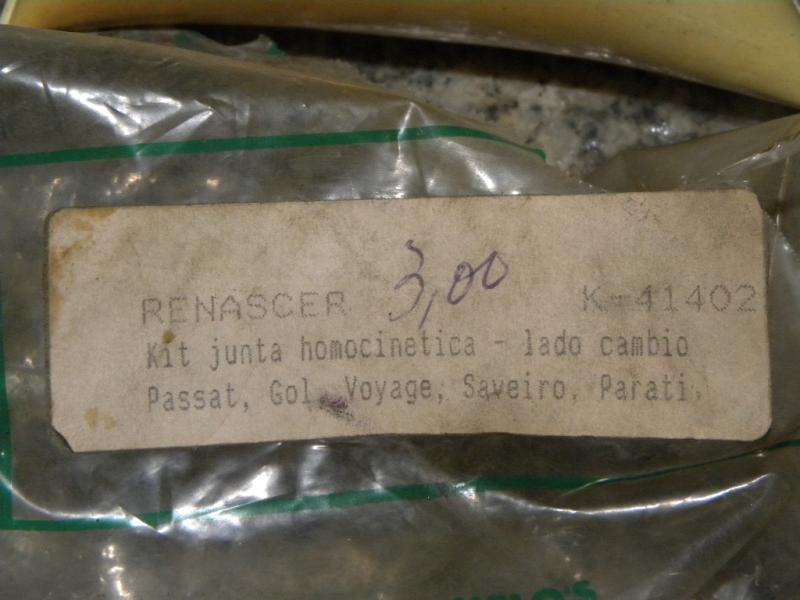 RENASCER 3,00 K-41402
Kit junta homocinetica - lado cambio
Passat, Gol, Voyage, Saveiro, Parati.